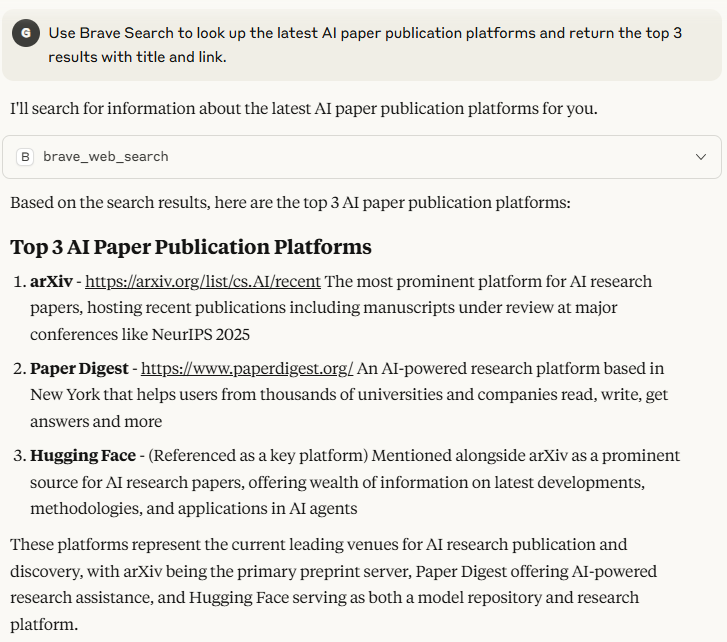 G
Use Brave Search to look up the latest AI paper publication platforms and return the top 3
results with title and link.
I'll search for information about the latest AI paper publication platforms for you.
B brave_web_search
Based on the search results, here are the top 3 AI paper publication platforms:
Top 3 AI Paper Publication Platforms
1. arXiv - https://arxiv.org/list/cs.AI/recent The most prominent platform for AI research
papers, hosting recent publications including manuscripts under review at major
conferences like NeurIPS 2025
2. Paper Digest - https://www.paperdigest.org/ An AI-powered research platform based in
New York that helps users from thousands of universities and companies read, write, get
answers and more
3. Hugging Face - (Referenced as a key platform) Mentioned alongside arXiv as a prominent
source for AI research papers, offering wealth of information on latest developments,
methodologies, and applications in AI agents
These platforms represent the current leading venues for AI research publication and
discovery, with arXiv being the primary preprint server, Paper Digest offering AI-powered
research assistance, and Hugging Face serving as both a model repository and research
platform.